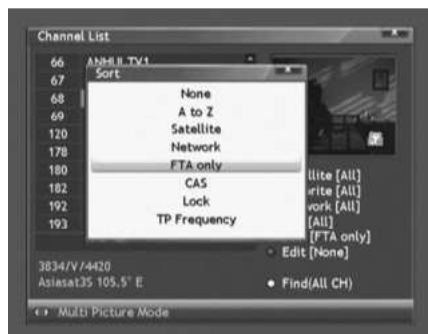 Channel List
66 ANHUI TV1
Sort
67
68
69
120
178
180
182
192
193
None
A to Z
Satellite
Network
FTA only
CAS
Lock
TP Frequency
llite [All]
rite [All]
vork [All]
[All]
[FTA only]
Edit [None]
3834/V/4420
Asiasat3S 105.5° E
Find(All CH)
Multi Picture Mode